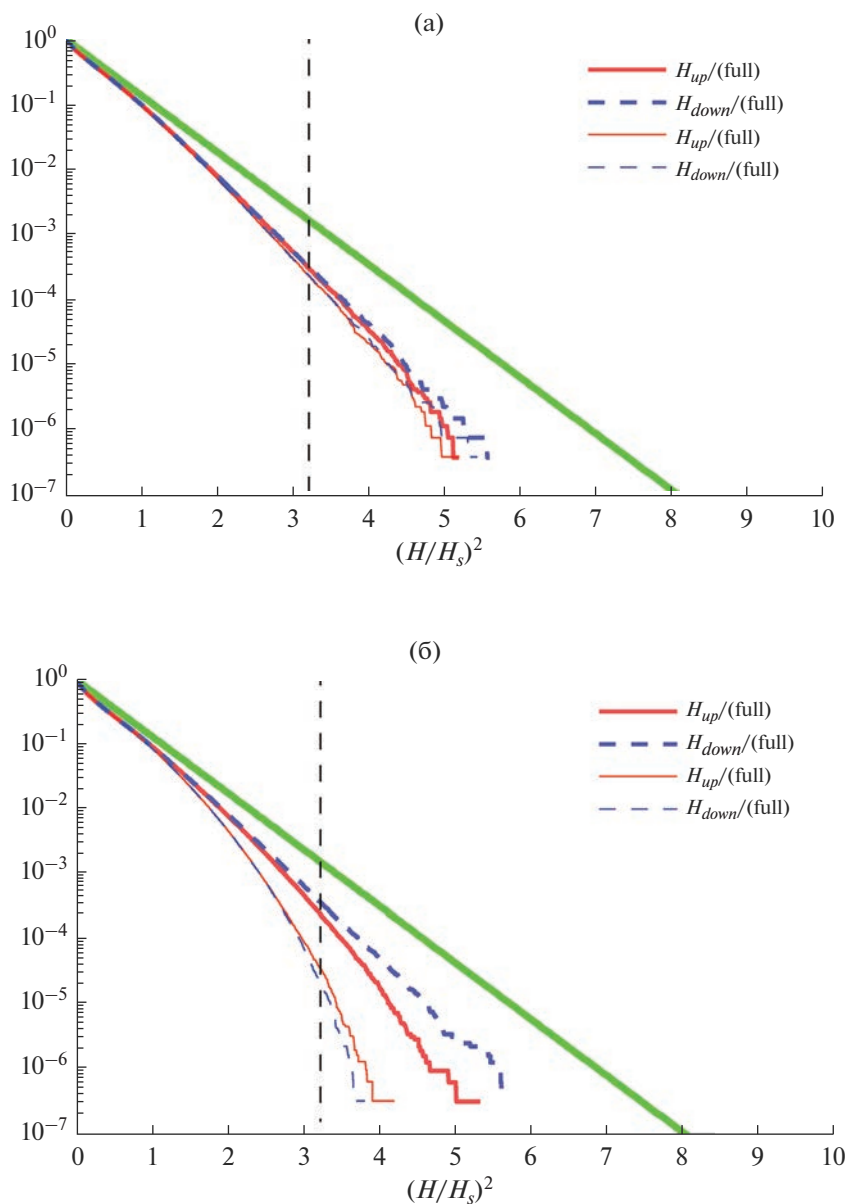 (а)
10^0
10^-1
10^-2
10^-3
10^-4
10^-5
10^-6
10^-7
H_up/(full)
H_down/(full)
H_up/(full)
H_down/(full)
0 1 2 3 4 5 6 7 8 9 10
(H/H_s)^2
(б)
10^0
10^-1
10^-2
10^-3
10^-4
10^-5
10^-6
10^-7
H_up/(full)
H_down/(full)
H_up/(full)
H_down/(full)
0 1 2 3 4 5 6 7 8 9 10
(H/H_s)^2